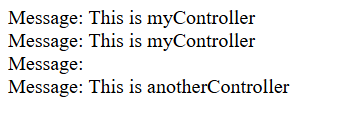 Message: This is myController
Message: This is myController
Message:
Message: This is anotherController